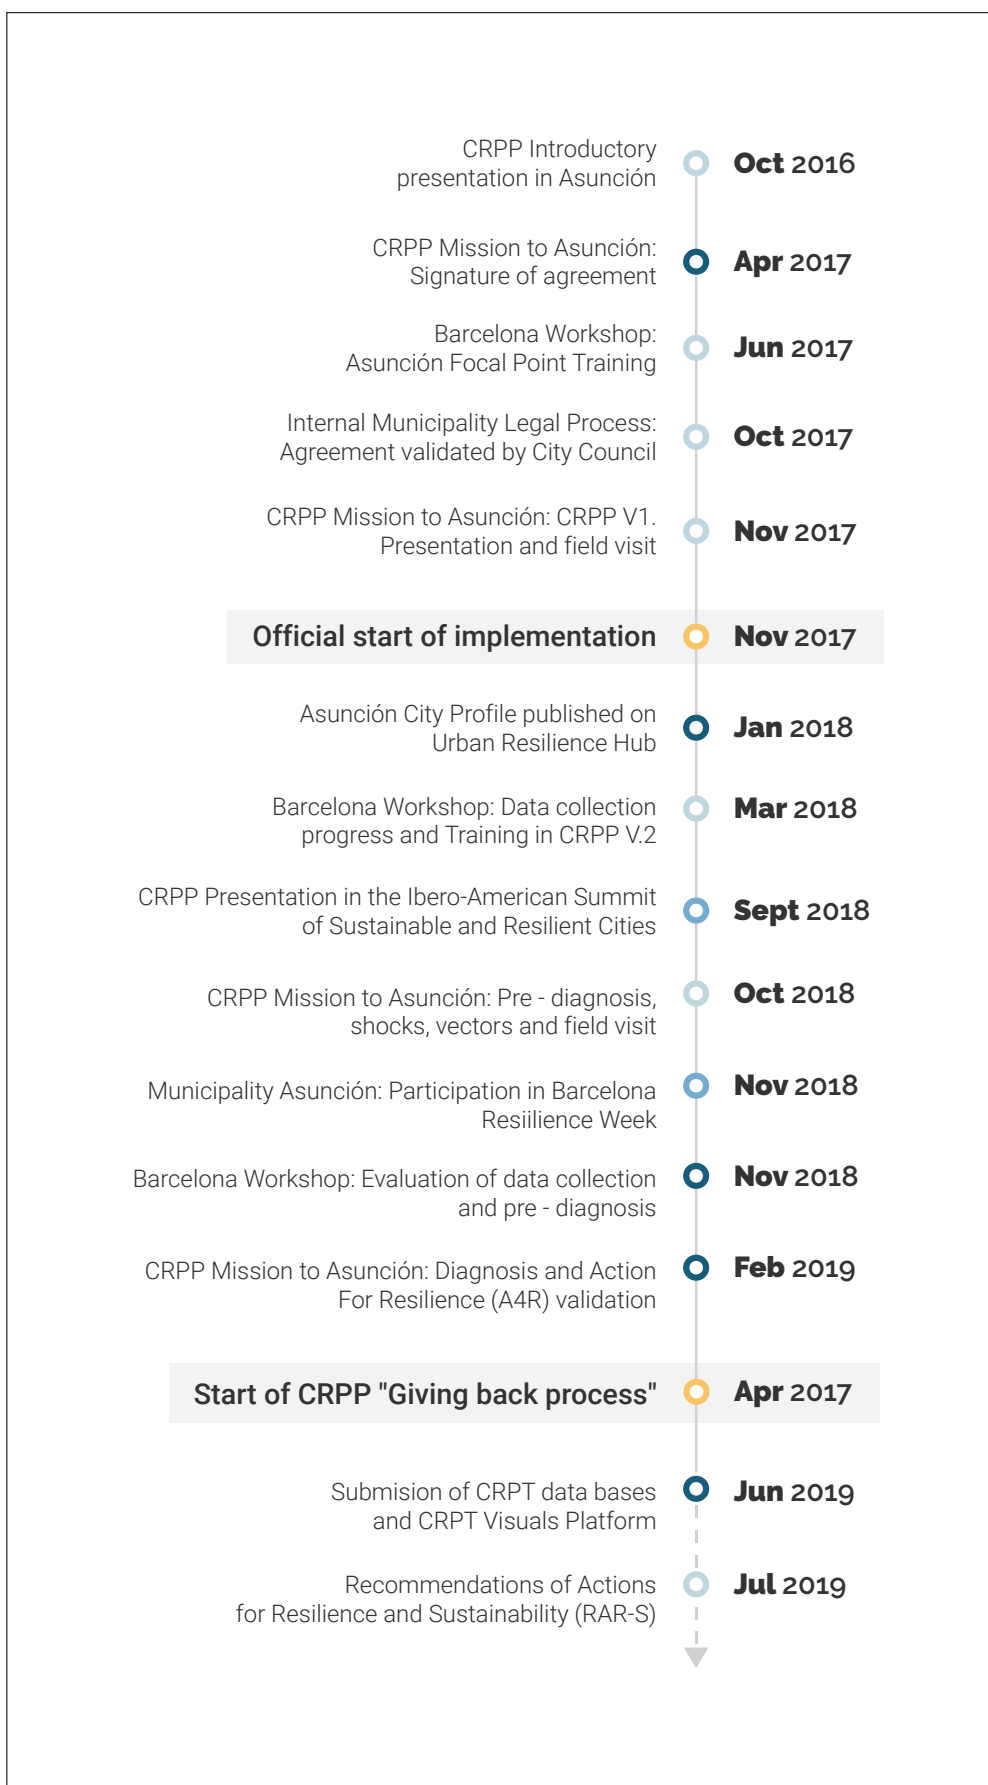 CRPP Introductory
presentation in Asunción
Oct 2016
CRPP Mission to Asunción:
Signature of agreement
Apr 2017
Barcelona Workshop:
Asunción Focal Point Training
Jun 2017
Internal Municipality Legal Process:
Agreement validated by City Council
Oct 2017
CRPP Mission to Asunción: CRPP V1.
Presentation and field visit
Nov 2017
Official start of implementation
Nov 2017
Asunción City Profile published on
Urban Resilience Hub
Jan 2018
Barcelona Workshop: Data collection
progress and Training in CRPP V.2
Mar 2018
CRPP Presentation in the Ibero-American Summit
of Sustainable and Resilient Cities
Sept 2018
CRPP Mission to Asunción: Pre - diagnosis,
shocks, vectors and field visit
Oct 2018
Municipality Asunción: Participation in Barcelona
Resiilience Week
Nov 2018
Barcelona Workshop: Evaluation of data collection
and pre - diagnosis
Nov 2018
CRPP Mission to Asunción: Diagnosis and Action
For Resilience (A4R) validation
Feb 2019
Start of CRPP "Giving back process"
Apr 2017
Submision of CRPT data bases
and CRPT Visuals Platform
Jun 2019
Recommendations of Actions
for Resilience and Sustainability (RAR-S)
Jul 2019